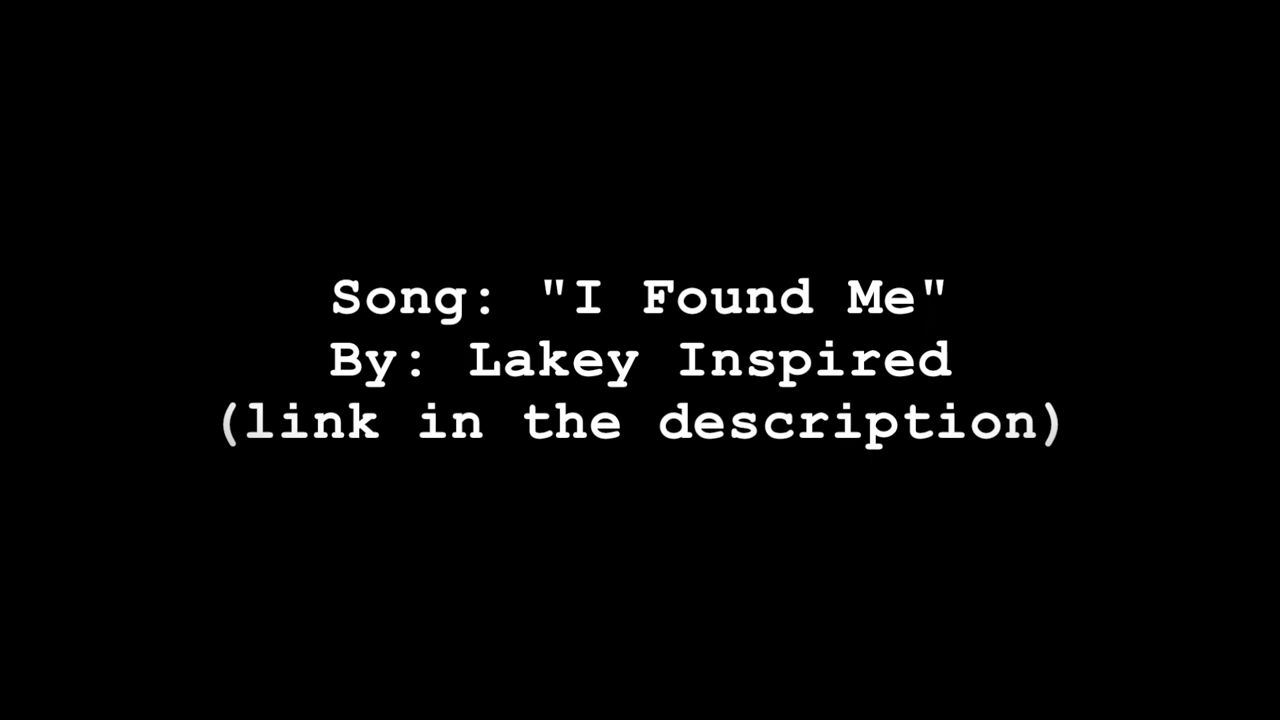 Song: "I Found Me"
By: Lakey Inspired
(link in the description)